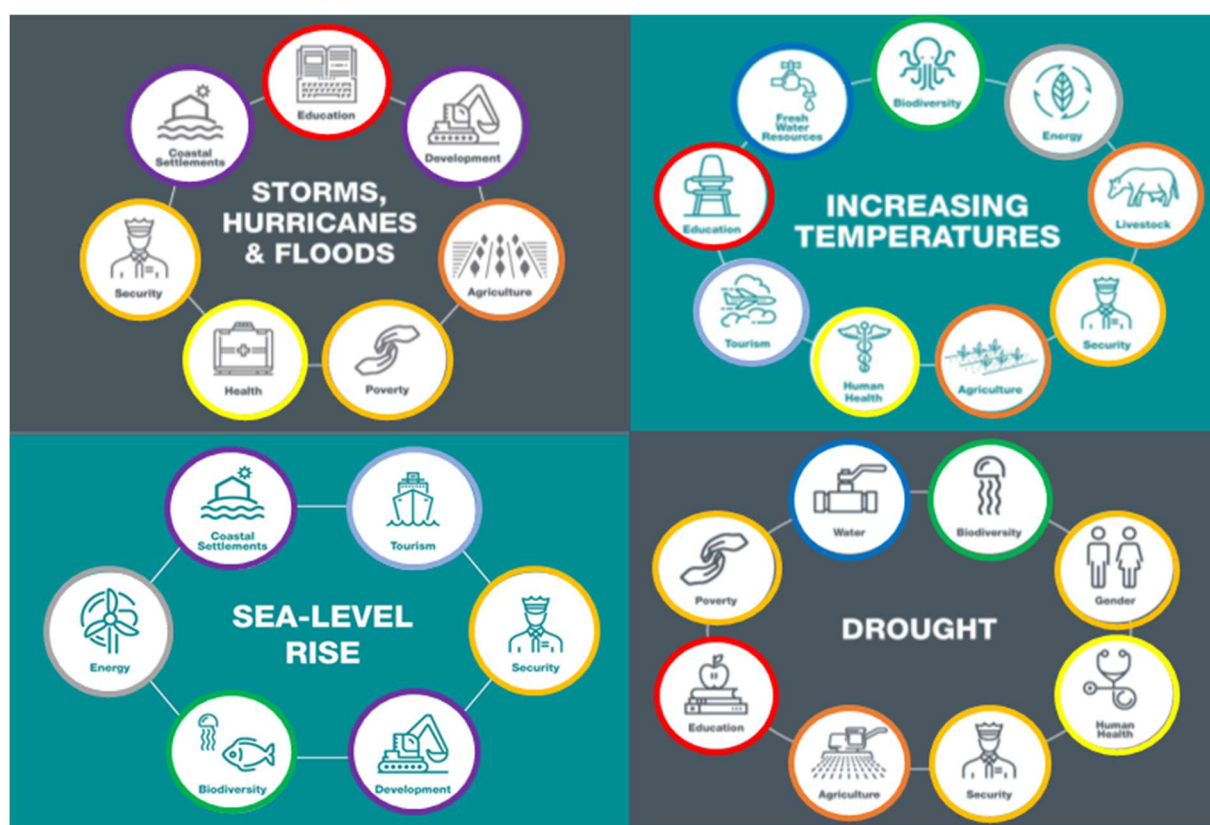 Education
Coastal
Settlements
Development
STORMS,
HURRICANES
& FLOODS
Security
Agriculture
Health
Poverty
Biodiversity
Fresh
Water
Resources
Energy
INCREASING
TEMPERATURES
Education
Livestock
Tourism
Security
Human
Health
Agriculture
Coastal
Settlements
Tourism
SEA-LEVEL
RISE
Energy
Security
Biodiversity
Development
Water
Biodiversity
Poverty
Gender
DROUGHT
Education
Human
Health
Agriculture
Security